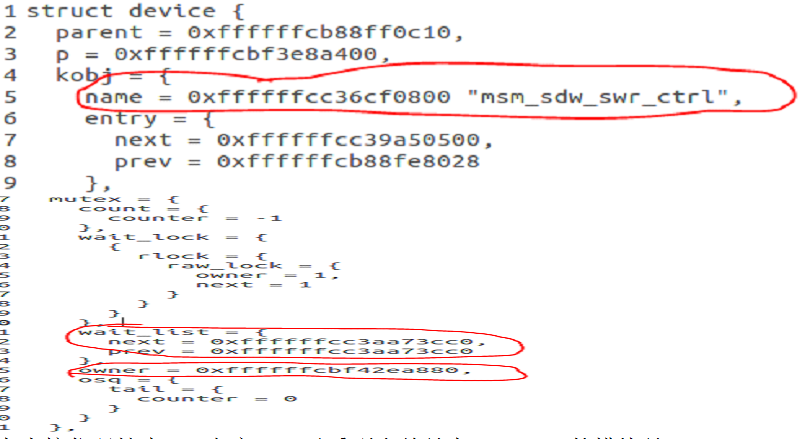 1 struct device {
2 parent = 0xffffffcb88ff0c10,
3 p = 0xffffffcbf3e8a400,
4 kobj = {
5 name = 0xffffffcc36cf0800 "msm_sdw_swr_ctrl",
6 entry = {
7 next = 0xffffffcc39a50500,
8 prev = 0xffffffcb88fe8028
9 },
7 mutex = {
8 count = {
9 counter = -1
0 },
1 wait_lock = {
2 {
3 rlock = {
4 raw_lock = {
5 owner = 1,
6 next = 1
7 }
8 }
9 }
0 },
1 wait_list = {
2 next = 0xffffffcc3aa73cc0,
3 prev = 0xffffffcc3aa73cc0
4 },
5 owner = 0xffffffcbf42ea880,
6 osq = {
7 tail = {
8 counter = 0
9 }
0 }
1 },